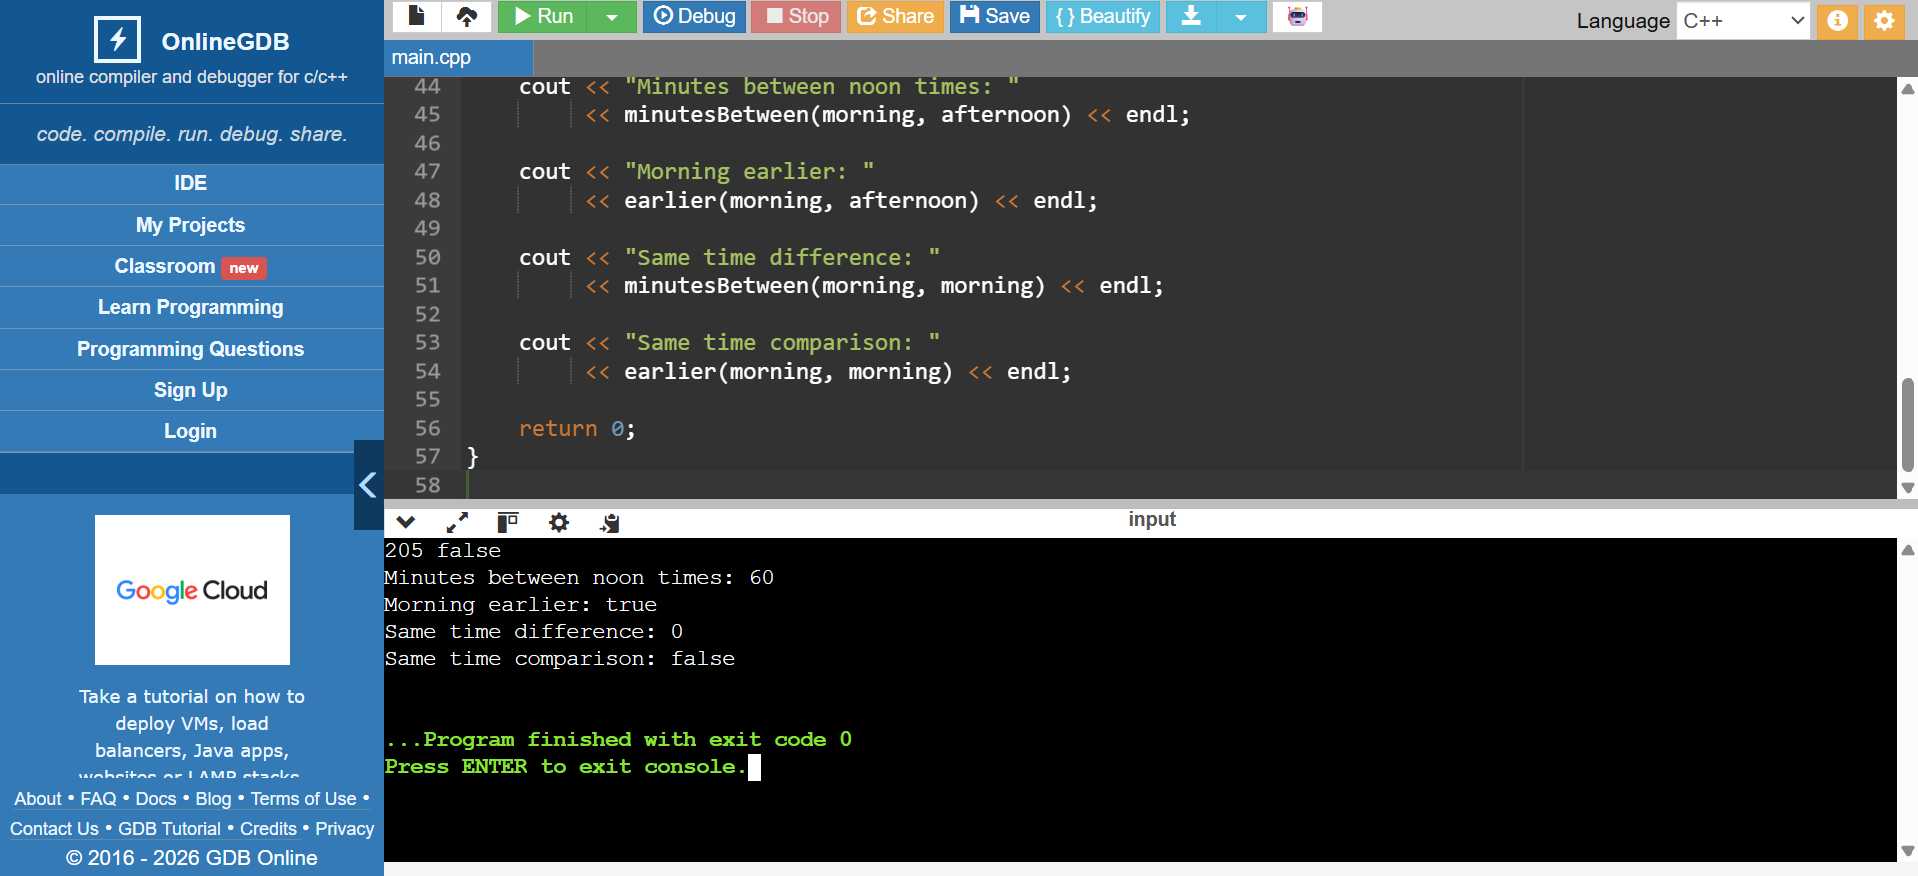 OnlineGDB
online compiler and debugger for c/c++
code. compile. run. debug. share.
IDE
My Projects
Classroom new
Learn Programming
Programming Questions
Sign Up
Login
Google Cloud
Take a tutorial on how to
deploy VMs, load
balancers, Java apps,
websites or LAMP stacks
About • FAQ • Docs • Blog • Terms of Use •
Contact Us • GDB Tutorial • Credits • Privacy
© 2016 - 2026 GDB Online
Run Debug Stop Share Save { } Beautify Language C++
main.cpp
44 cout << "Minutes between noon times: "
45 << minutesBetween(morning, afternoon) << endl;
46
47 cout << "Morning earlier: "
48 << earlier(morning, afternoon) << endl;
49
50 cout << "Same time difference: "
51 << minutesBetween(morning, morning) << endl;
52
53 cout << "Same time comparison: "
54 << earlier(morning, morning) << endl;
55
56 return 0;
57 }
58
input
205 false
Minutes between noon times: 60
Morning earlier: true
Same time difference: 0
Same time comparison: false
...Program finished with exit code 0
Press ENTER to exit console.